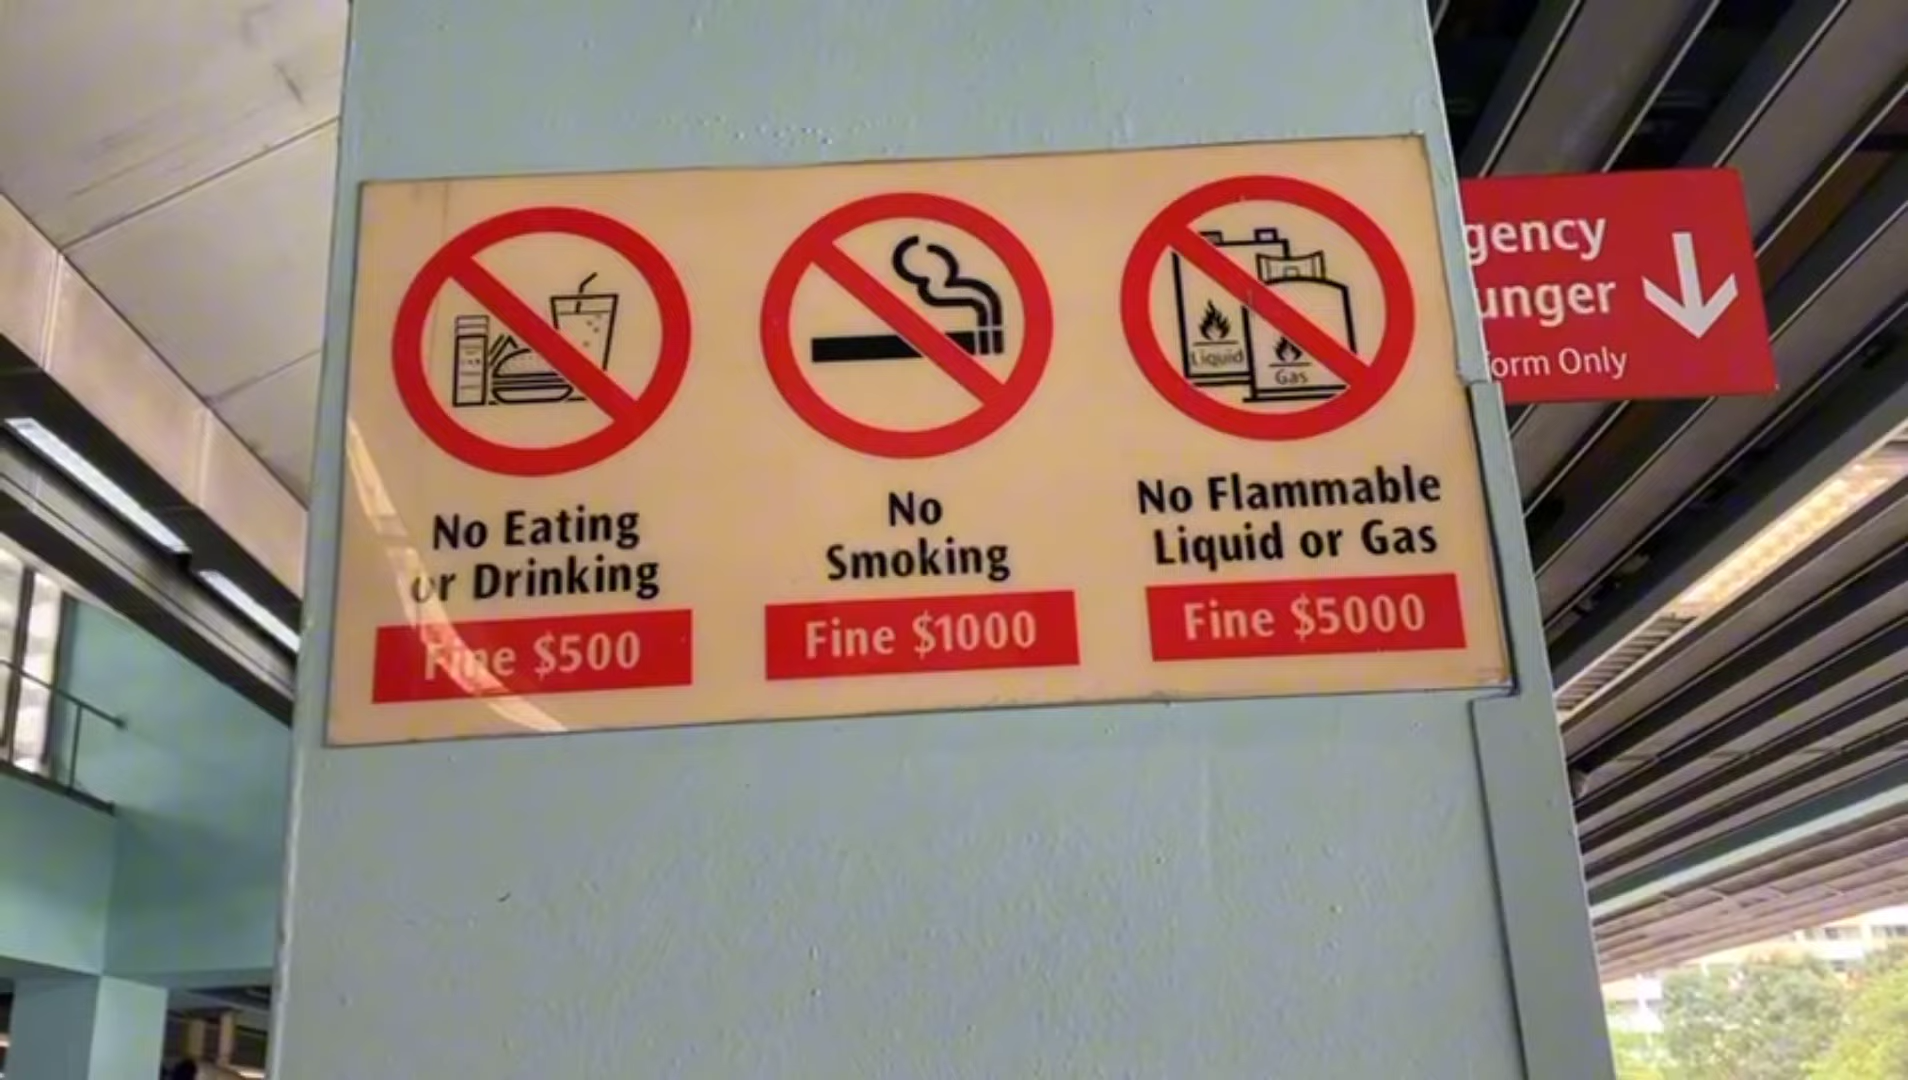 No Eating
or Drinking
Fine $500
No
Smoking
Fine $1000
Liquid
Gas
No Flammable
Liquid or Gas
Fine $5000
gency
unger
orm Only